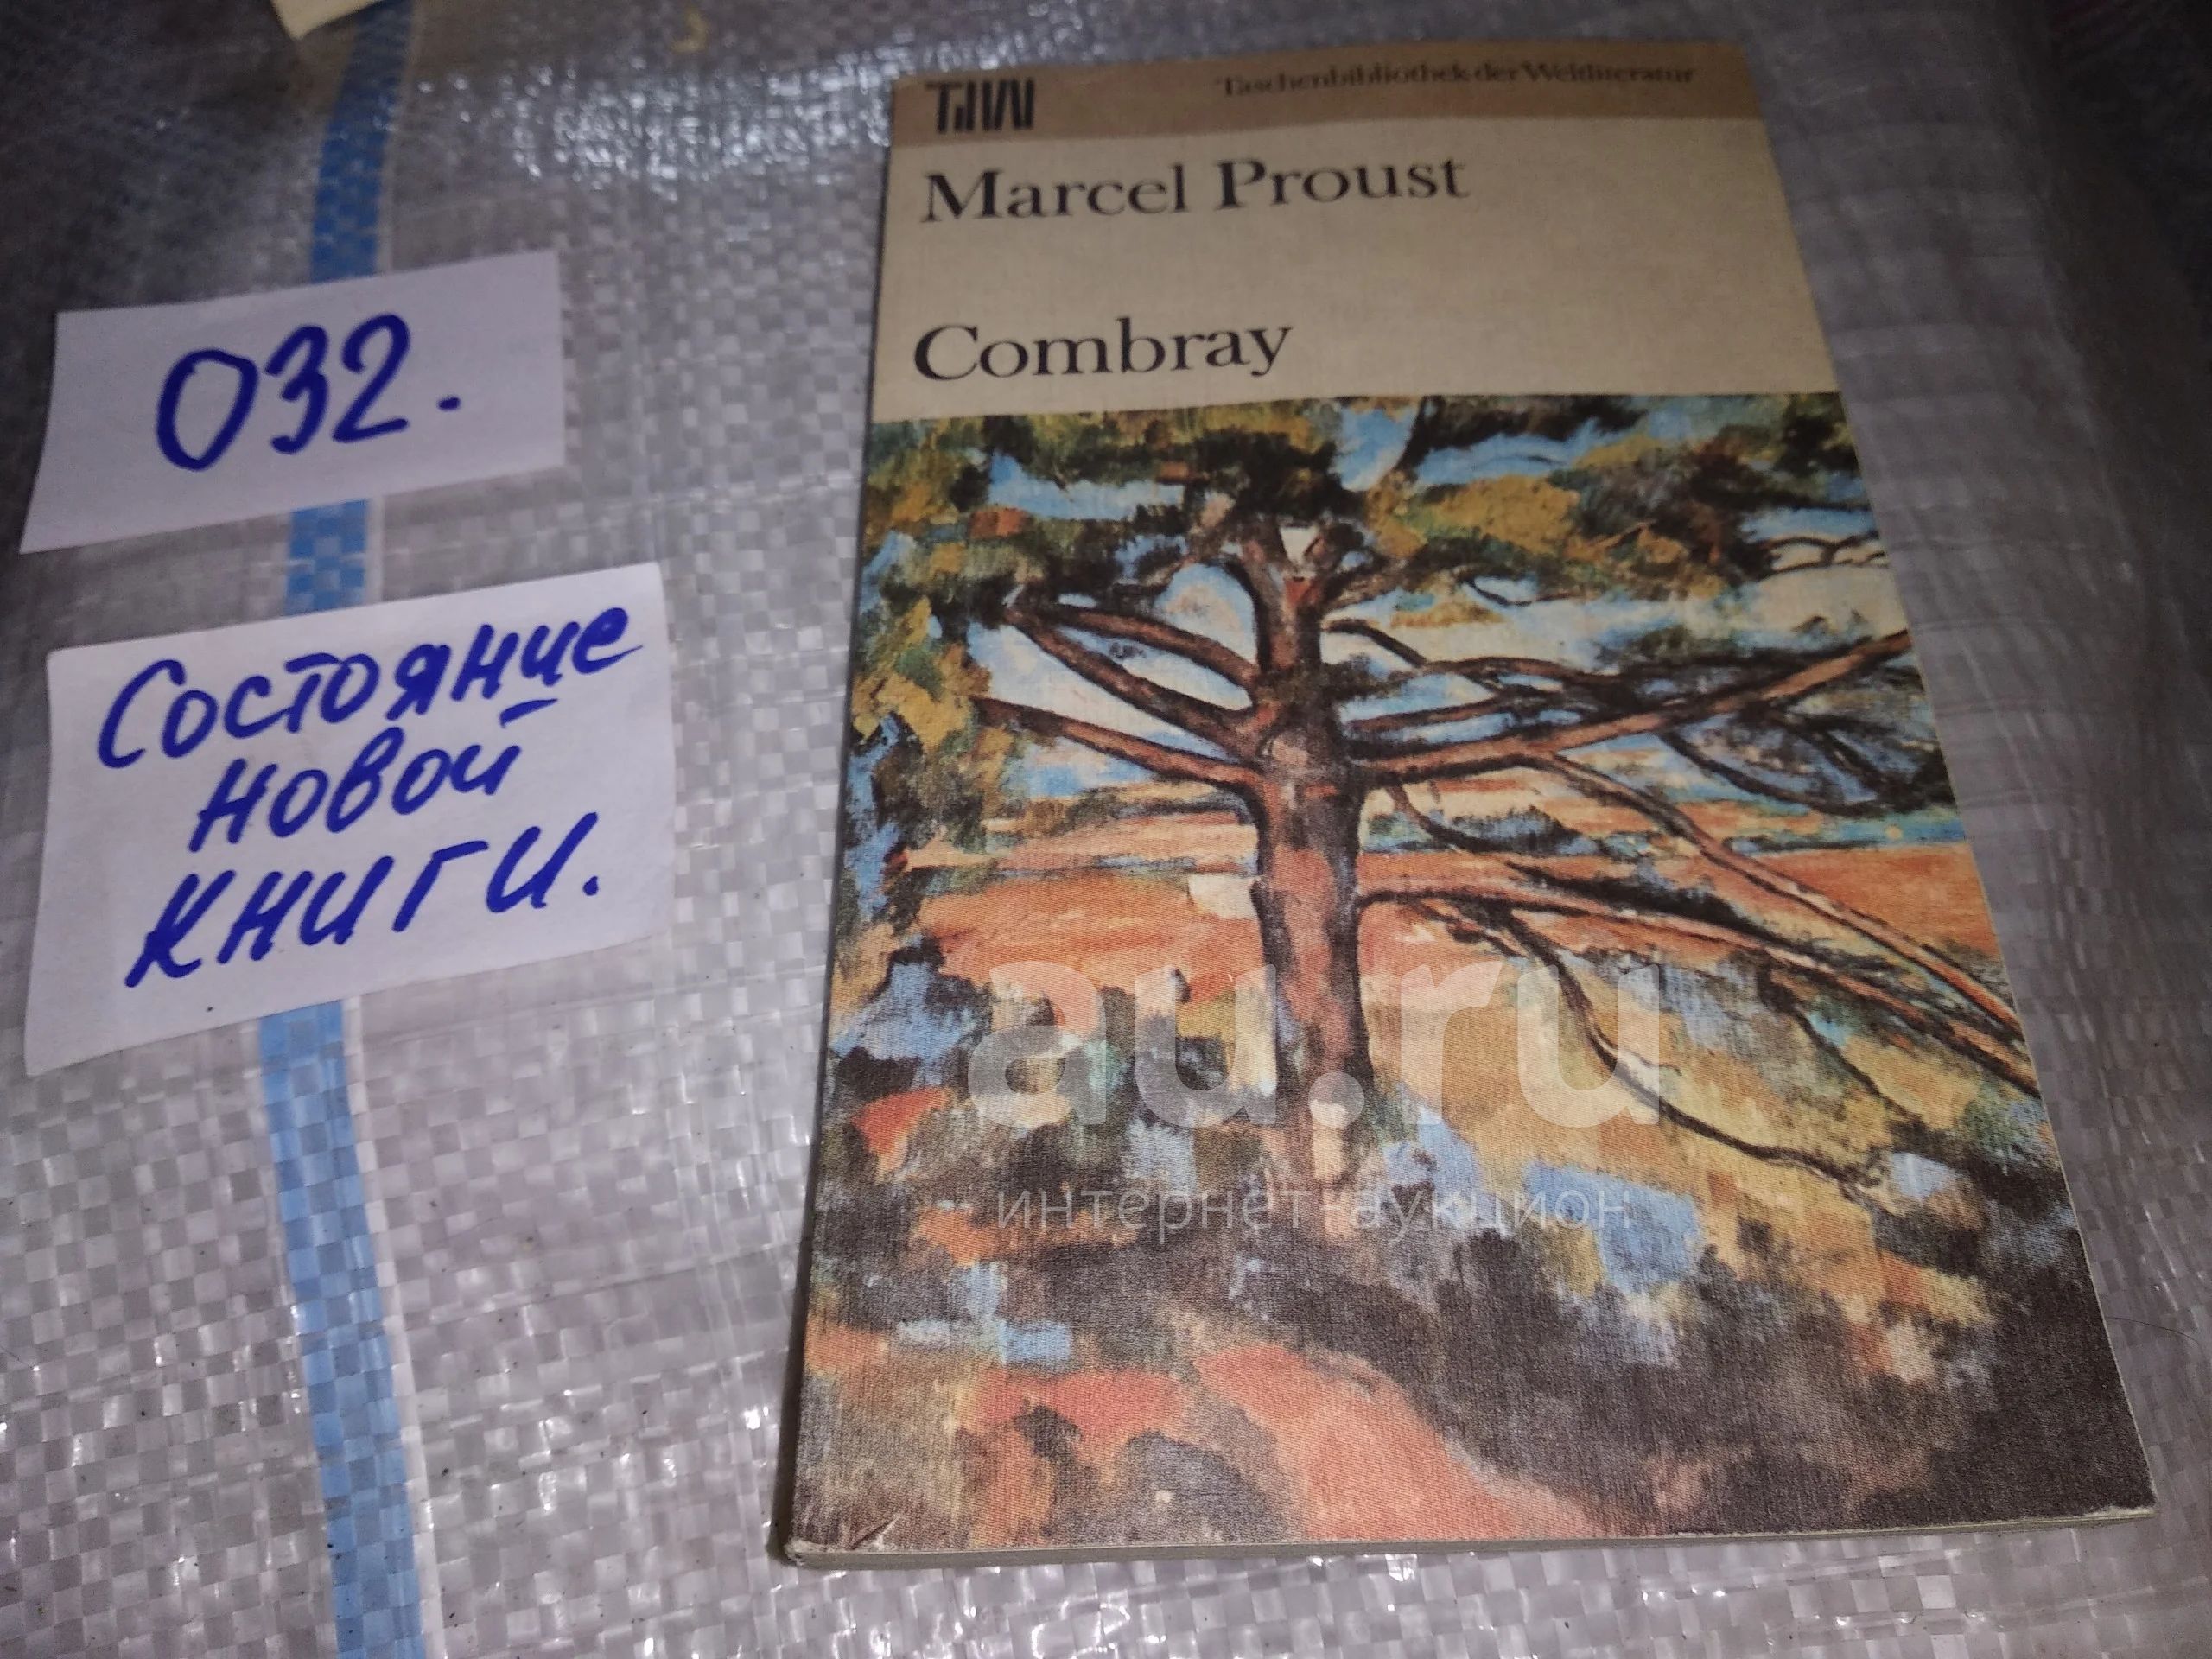 TdW
Taschenbibliothek der Weltliteratur
Marcel Proust
Combray
032.
Состояние
новой
книги.
au.ru
интернет-аукцион